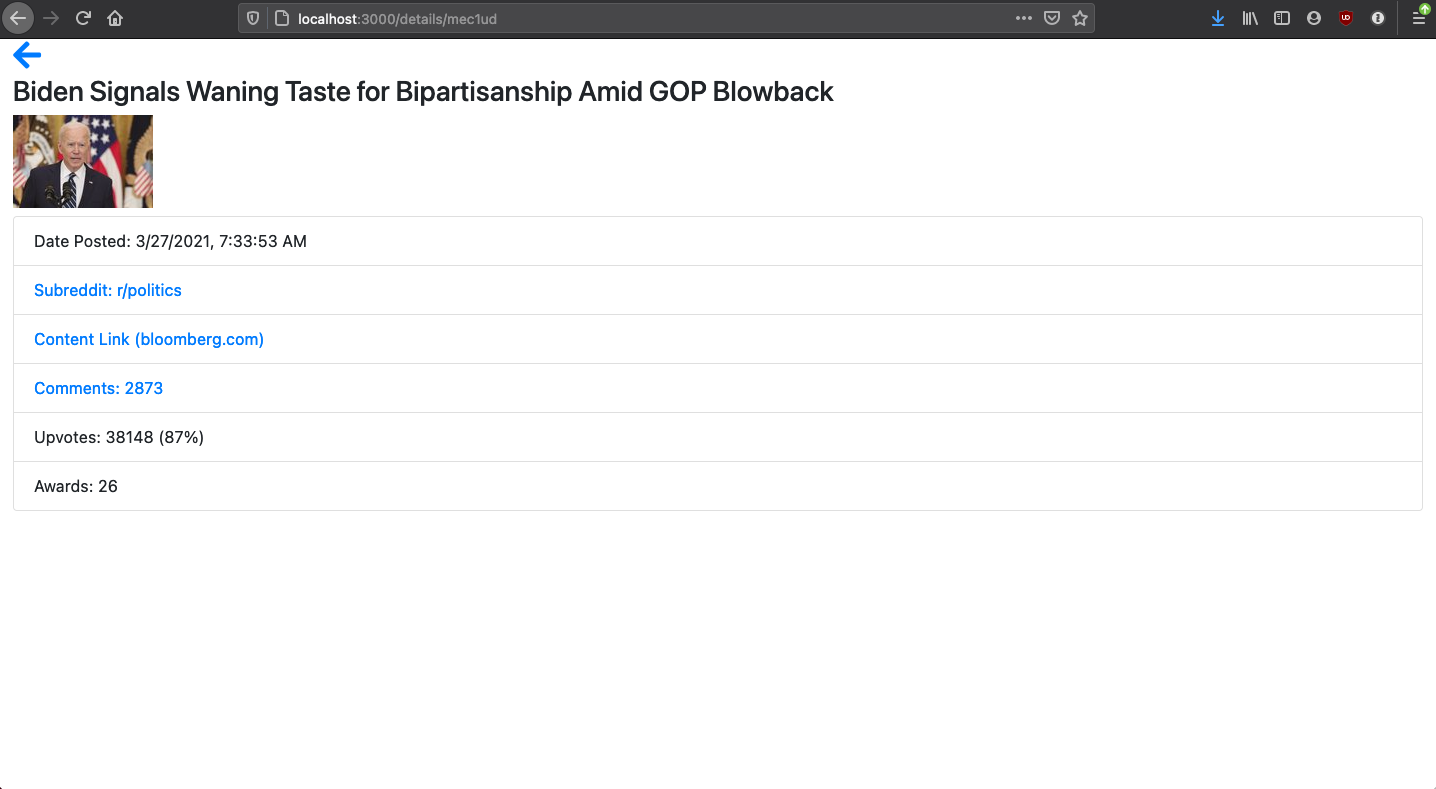 localhost:3000/details/mec1ud
Biden Signals Waning Taste for Bipartisanship Amid GOP Blowback
Date Posted: 3/27/2021, 7:33:53 AM
Subreddit: r/politics
Content Link (bloomberg.com)
Comments: 2873
Upvotes: 38148 (87%)
Awards: 26